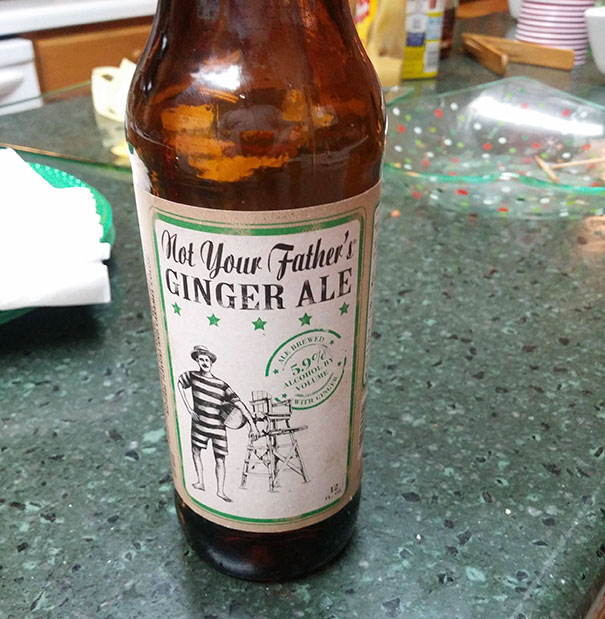 Not Your Father's
GINGER ALE
ALE BREWED
5.9%
ALCOHOL BY
VOLUME
WITH GINGER
12